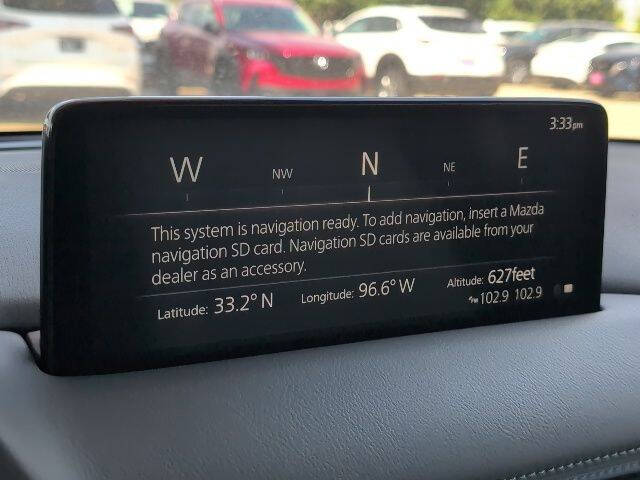 3:33pm
W NW N NE E
This system is navigation ready. To add navigation, insert a Mazda
navigation SD card. Navigation SD cards are available from your
dealer as an accessory.
Latitude: 33.2° N Longitude: 96.6° W Altitude: 627feet
102.9 102.9